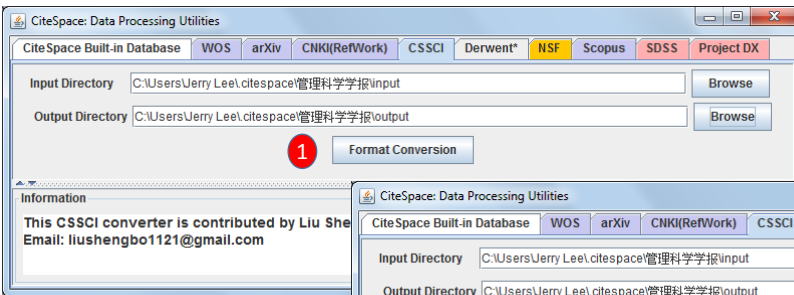 CiteSpace: Data Processing Utilities
CiteSpace Built-in Database WOS arXiv CNKI(RefWork) CSSCI Derwent* NSF Scopus SDSS Project DX
Input Directory C:\Users\Jerry Lee\.citespace\管理科学学报\input Browse
Output Directory C:\Users\Jerry Lee\.citespace\管理科学学报\output Browse
1 Format Conversion
Information
This CSSCI converter is contributed by Liu She
Email: liushengbo1121@gmail.com
CiteSpace: Data Processing Utilities
CiteSpace Built-in Database WOS arXiv CNKI(RefWork) CSSCI
Input Directory C:\Users\Jerry Lee\.citespace\管理科学学报\input
Output Directory C:\Users\Jerry Lee\.citespace\管理科学学报\output